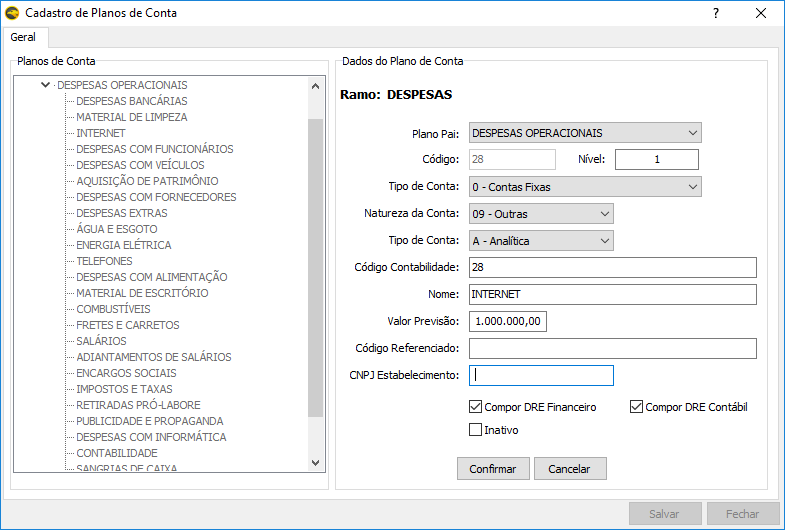 Cadastro de Planos de Conta
?
Geral
Planos de Conta
DESPESAS OPERACIONAIS
DESPESAS BANCÁRIAS
MATERIAL DE LIMPEZA
INTERNET
DESPESAS COM FUNCIONÁRIOS
DESPESAS COM VEÍCULOS
AQUISIÇÃO DE PATRIMÔNIO
DESPESAS COM FORNECEDORES
DESPESAS EXTRAS
ÁGUA E ESGOTO
ENERGIA ELÉTRICA
TELEFONES
DESPESAS COM ALIMENTAÇÃO
MATERIAL DE ESCRITÓRIO
COMBUSTÍVEIS
FRETES E CARRETOS
SALÁRIOS
ADIANTAMENTOS DE SALÁRIOS
ENCARGOS SOCIAIS
IMPOSTOS E TAXAS
RETIRADAS PRÓ-LABORE
PUBLICIDADE E PROPAGANDA
DESPESAS COM INFORMÁTICA
CONTABILIDADE
SANGRIAS DE CAIXA
Dados do Plano de Conta
Ramo: DESPESAS
Plano Pai: DESPESAS OPERACIONAIS
Código: 28 Nível: 1
Tipo de Conta: 0 - Contas Fixas
Natureza da Conta: 09 - Outras
Tipo de Conta: A - Analítica
Código Contabilidade: 28
Nome: INTERNET
Valor Previsão: 1.000.000,00
Código Referenciado:
CNPJ Estabelecimento:
Compor DRE Financeiro Compor DRE Contábil
Inativo
Confirmar Cancelar
Salvar Fechar